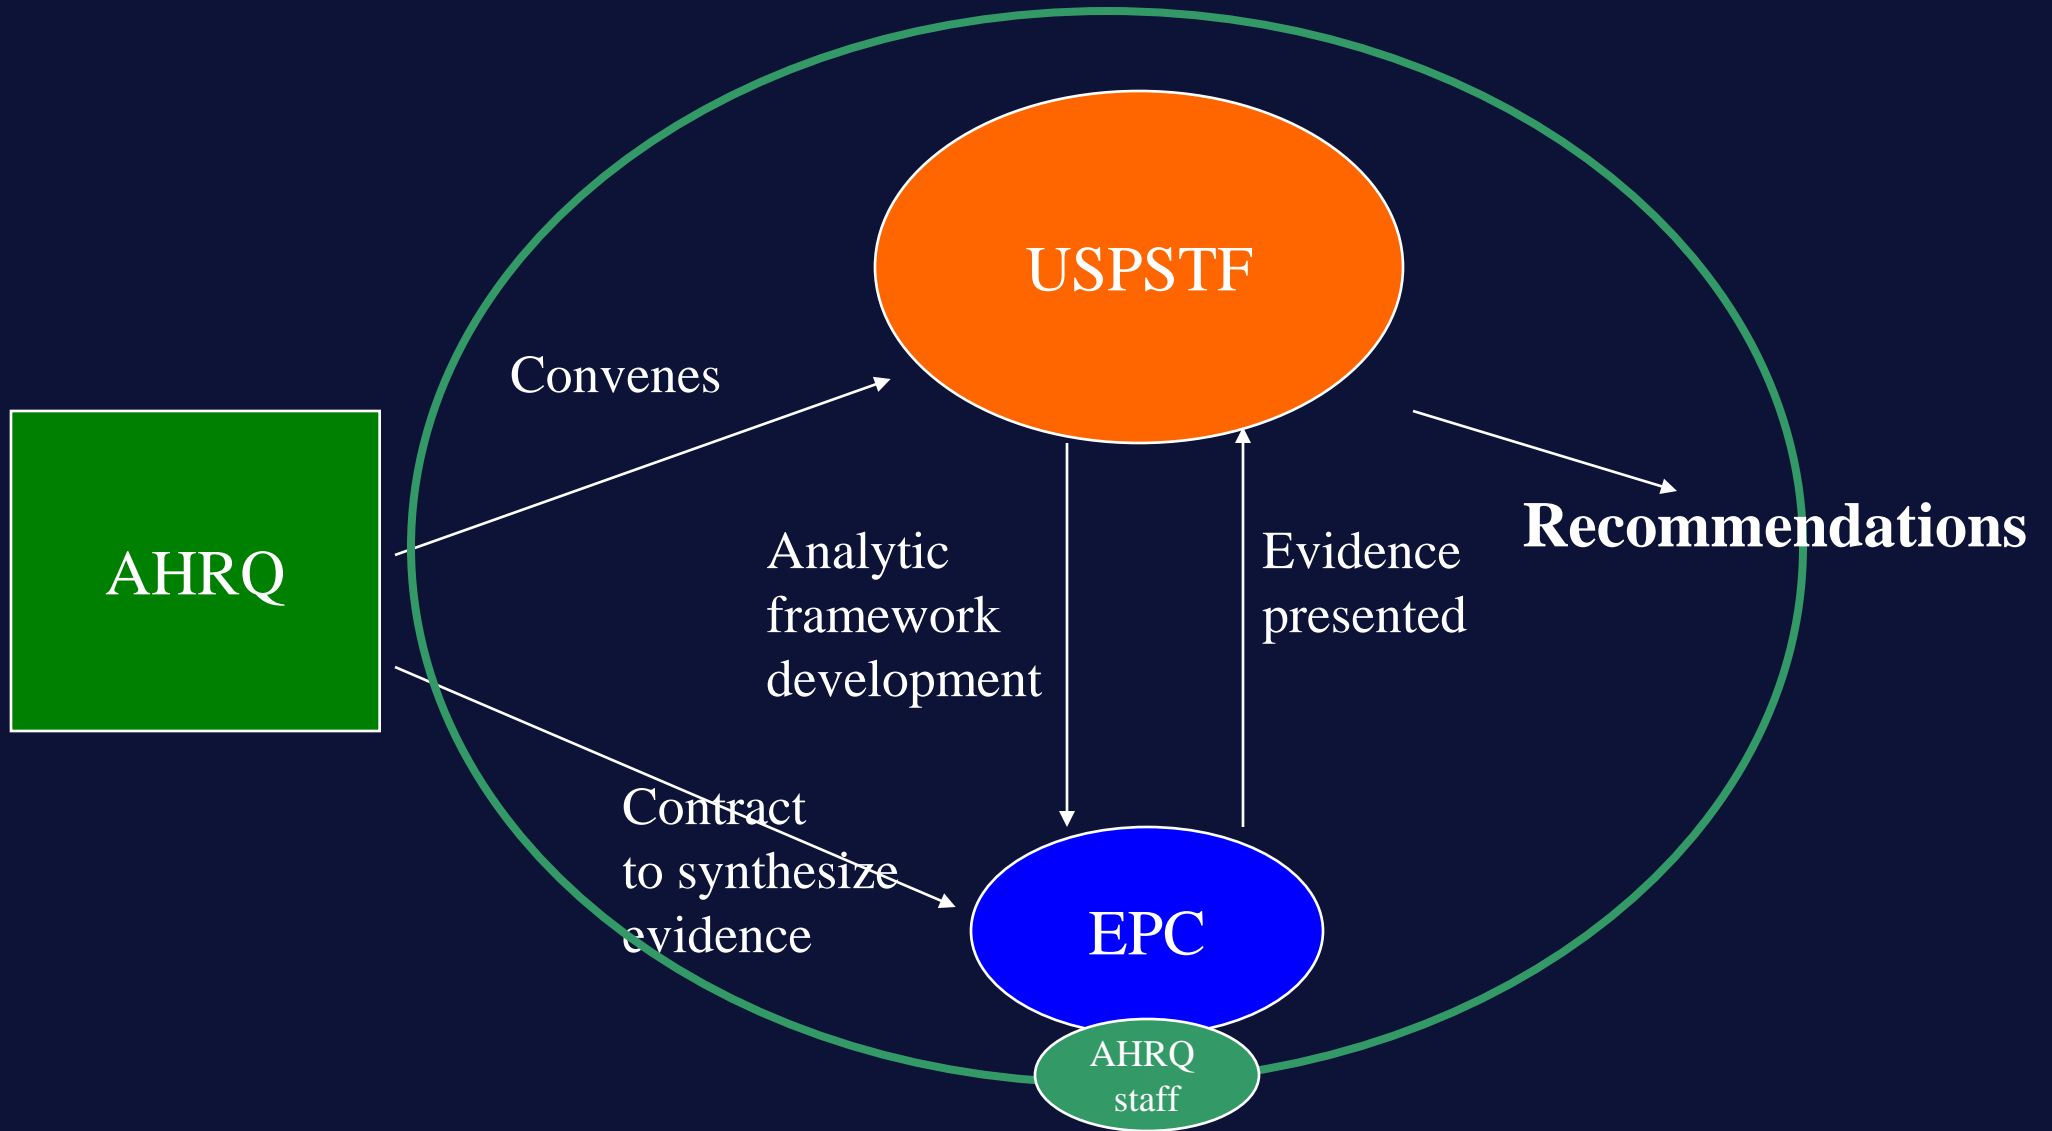 USPSTF
Convenes
AHRQ
Analytic
framework
development
Evidence
presented
Recommendations
Contract
to synthesize
evidence
EPC
AHRQ
staff